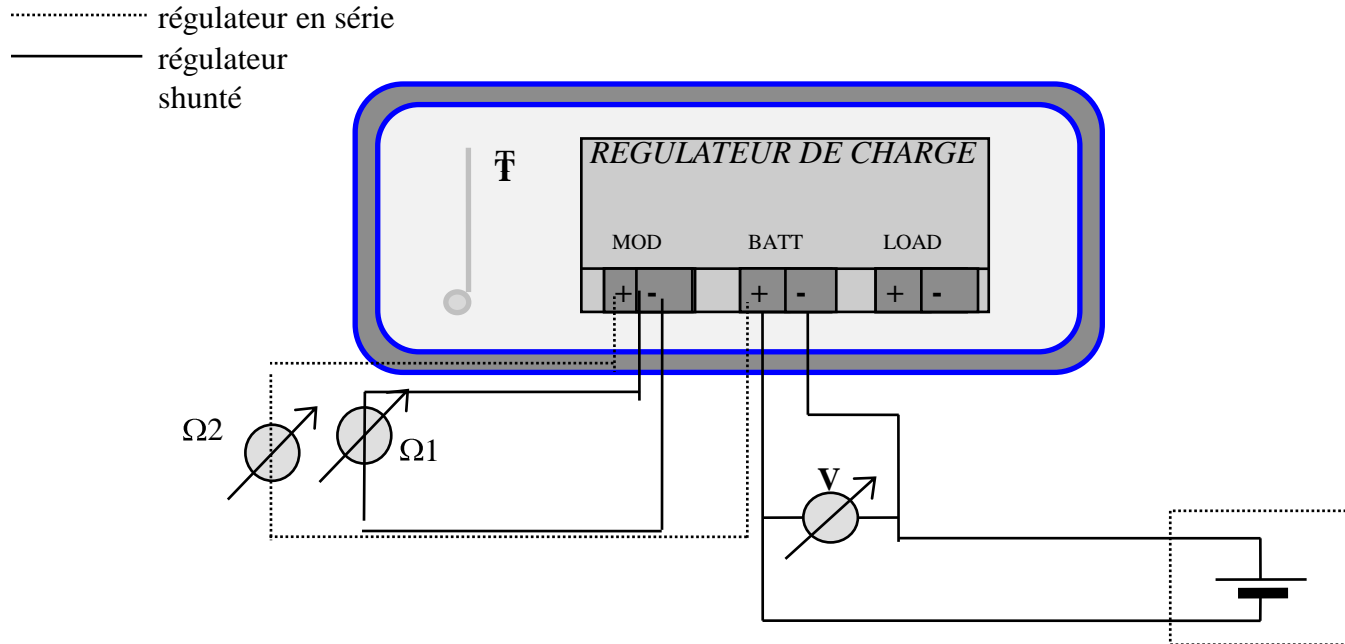 régulateur en série
régulateur
shunté
REGULATEUR DE CHARGE
MOD BATT LOAD
+ - + - + -
Ω2
Ω1
V